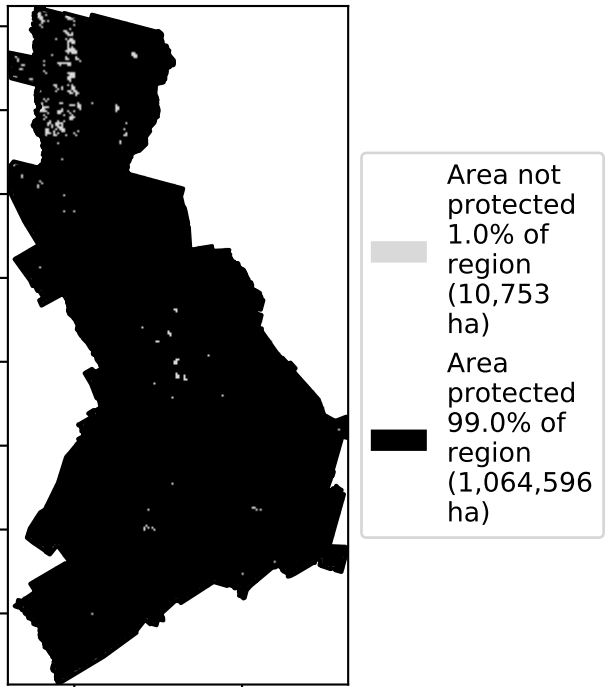 Area not
protected
1.0% of
region
(10,753
ha)
Area
protected
99.0% of
region
(1,064,596
ha)